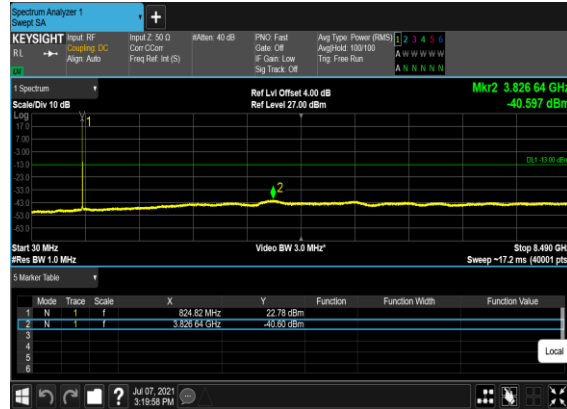 Spectrum Analyzer 1
Swept SA
+
KEYSIGHT Input: RF Input Z: 50 Ω #Atten: 40 dB PNO: Fast Avg Type: Power (RMS) 1 2 3 4 5 6
RL Coupling: DC Corr CCorr Gate: Off Avg|Hold: 100/100 A W W W W W
Align: Auto Freq Ref: Int (S) IF Gain: Low Trig: Free Run
Sig Track: Off A N N N N N
1 Spectrum Ref Lvl Offset 4.00 dB Mkr2 3.826 64 GHz
Scale/Div 10 dB Ref Level 27.00 dBm -40.597 dBm
Log
17.0
7.00
-3.00
-13.0 DL1 -13.00 dBm
-23.0
-33.0
-43.0
-53.0
-63.0
1
2
Start 30 MHz Video BW 3.0 MHz* Stop 8.490 GHz
#Res BW 1.0 MHz Sweep ~17.2 ms (40001 pts)
5 Marker Table
Mode Trace Scale X Y Function Function Width Function Value
1 N 1 f 824.82 MHz 22.78 dBm
2 N 1 f 3.826 64 GHz -40.60 dBm
3
4
5
6
Local
? Jul 07, 2021
3:19:58 PM